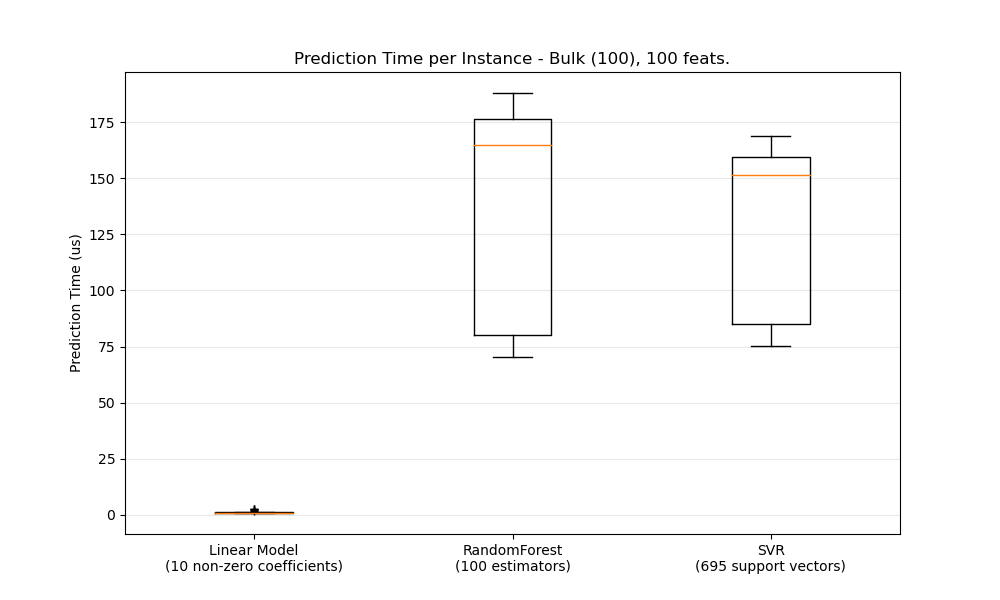 Prediction Time per Instance - Bulk (100), 100 feats.
Prediction Time (us)
175
150
125
100
75
50
25
0
Linear Model
(10 non-zero coefficients)
RandomForest
(100 estimators)
SVR
(695 support vectors)